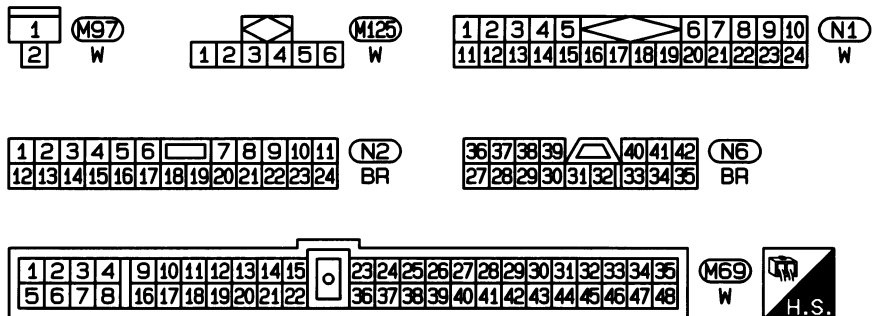 1 M97 M125 1 2 3 4 5 6 7 8 9 10 N1
2 W 1 2 3 4 5 6 W 11 12 13 14 15 16 17 18 19 20 21 22 23 24 W
1 2 3 4 5 6 7 8 9 10 11 N2 36 37 38 39 40 41 42 N6
12 13 14 15 16 17 18 19 20 21 22 23 24 BR 27 28 29 30 31 32 33 34 35 BR
1 2 3 4 9 10 11 12 13 14 15 23 24 25 26 27 28 29 30 31 32 33 34 35 M69
5 6 7 8 16 17 18 19 20 21 22 36 37 38 39 40 41 42 43 44 45 46 47 48 W
H.S.